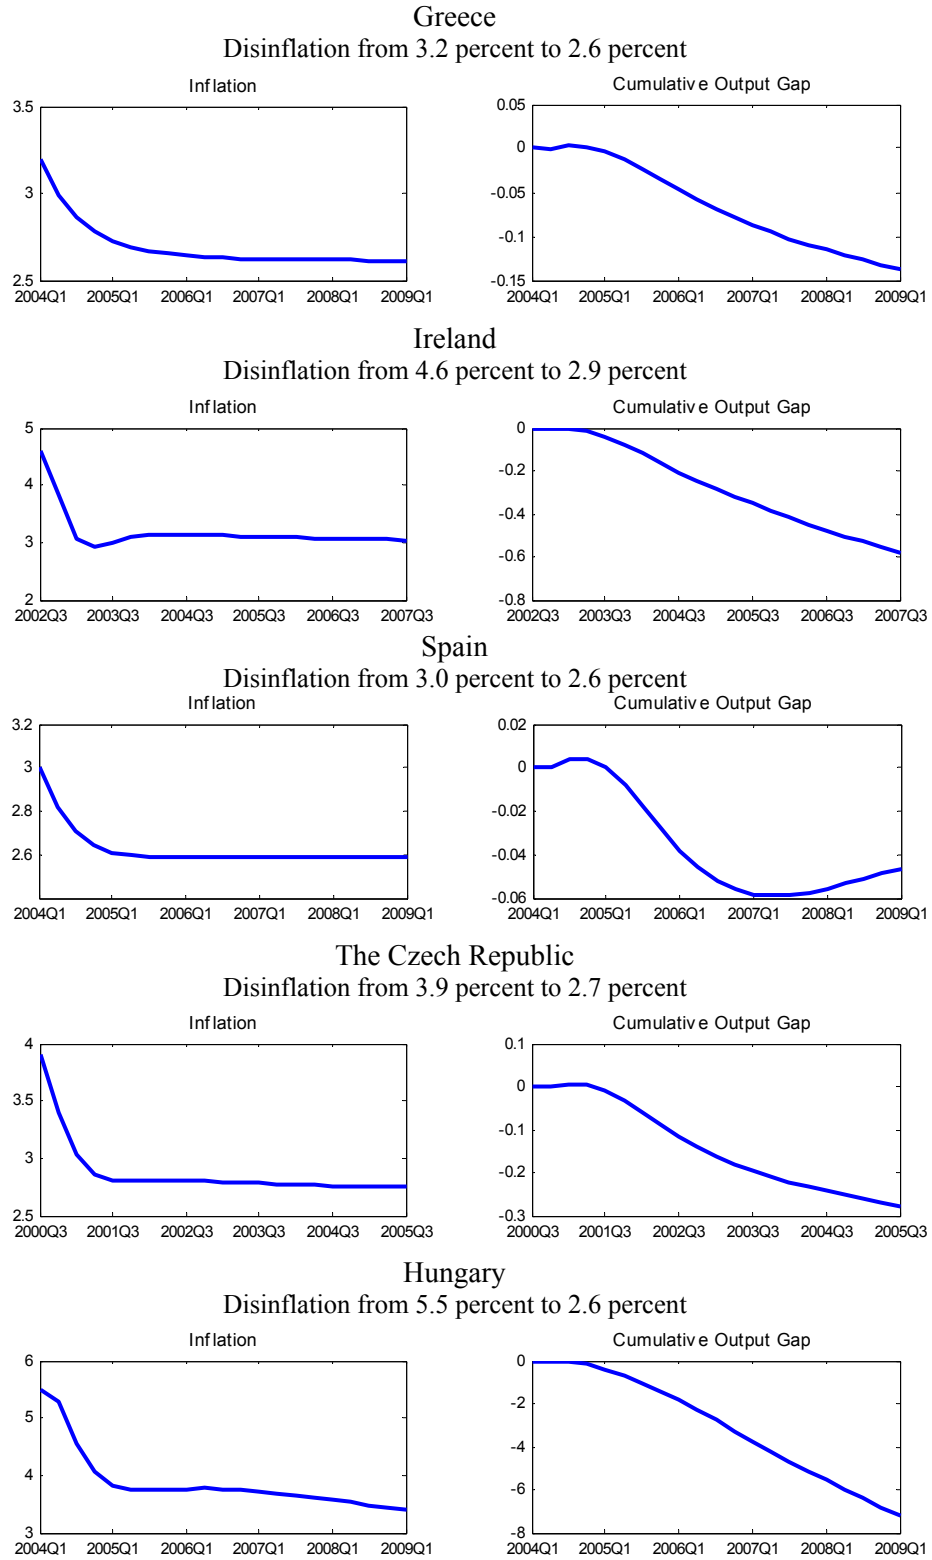 Greece
Disinflation from 3.2 percent to 2.6 percent
Inflation
3.5
3
2.5
2004Q1 2005Q1 2006Q1 2007Q1 2008Q1 2009Q1
Cumulative Output Gap
0.05
0
-0.05
-0.1
-0.15
2004Q1 2005Q1 2006Q1 2007Q1 2008Q1 2009Q1
Ireland
Disinflation from 4.6 percent to 2.9 percent
Inflation
5
4
3
2
2002Q3 2003Q3 2004Q3 2005Q3 2006Q3 2007Q3
Cumulative Output Gap
0
-0.2
-0.4
-0.6
-0.8
2002Q3 2003Q3 2004Q3 2005Q3 2006Q3 2007Q3
Spain
Disinflation from 3.0 percent to 2.6 percent
Inflation
3.2
3
2.8
2.6
2004Q1 2005Q1 2006Q1 2007Q1 2008Q1 2009Q1
Cumulative Output Gap
0.02
0
-0.02
-0.04
-0.06
2004Q1 2005Q1 2006Q1 2007Q1 2008Q1 2009Q1
The Czech Republic
Disinflation from 3.9 percent to 2.7 percent
Inflation
4
3.5
3
2.5
2000Q3 2001Q3 2002Q3 2003Q3 2004Q3 2005Q3
Cumulative Output Gap
0.1
0
-0.1
-0.2
-0.3
2000Q3 2001Q3 2002Q3 2003Q3 2004Q3 2005Q3
Hungary
Disinflation from 5.5 percent to 2.6 percent
Inflation
6
5
4
3
2004Q1 2005Q1 2006Q1 2007Q1 2008Q1 2009Q1
Cumulative Output Gap
0
-2
-4
-6
-8
2004Q1 2005Q1 2006Q1 2007Q1 2008Q1 2009Q1